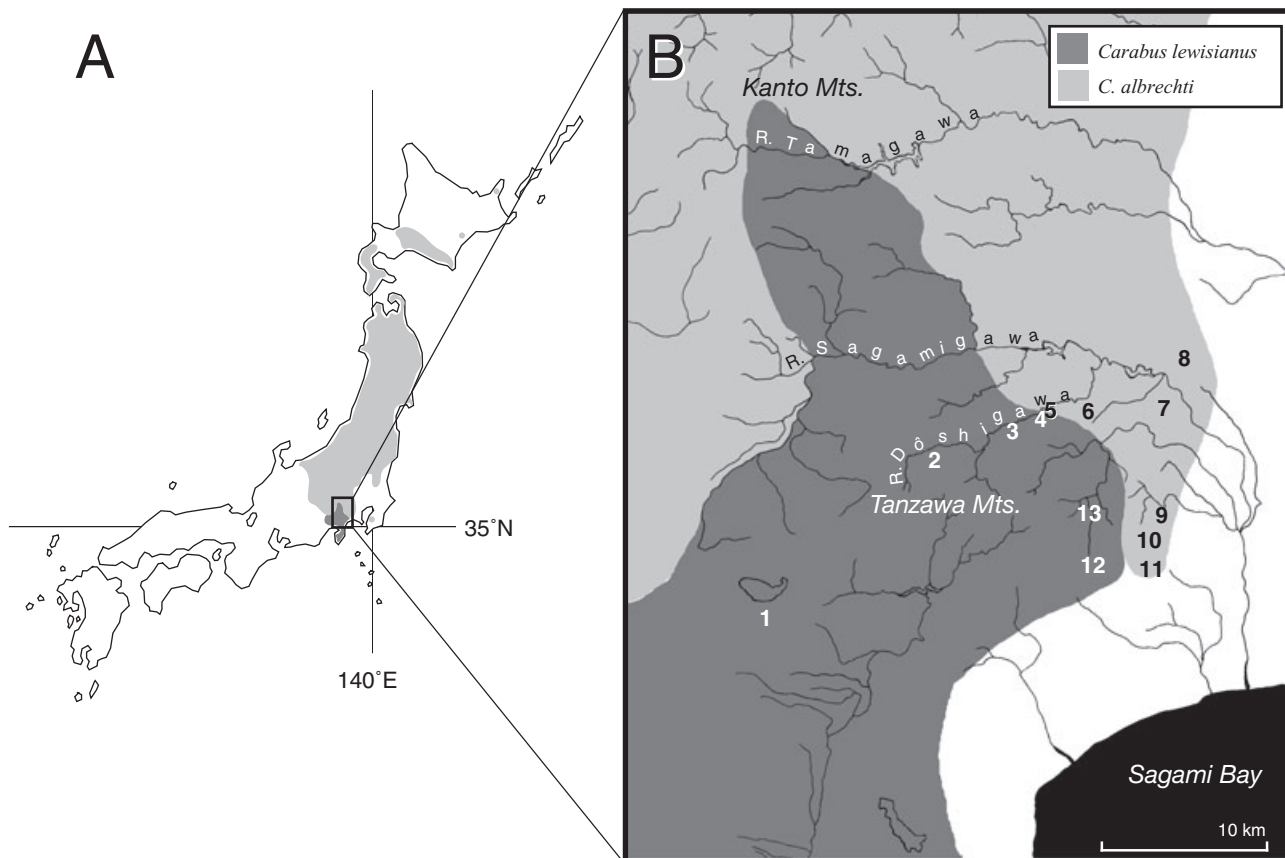 A
35˚N
140˚E
B
Carabus lewisianus
C. albrechti
Kanto Mts.
R. Tamagawa
R. Sagamigawa
8
R. Dôshigawa
5
6
7
4
3
2
Tanzawa Mts.
13
9
10
12
11
1
Sagami Bay
10 km